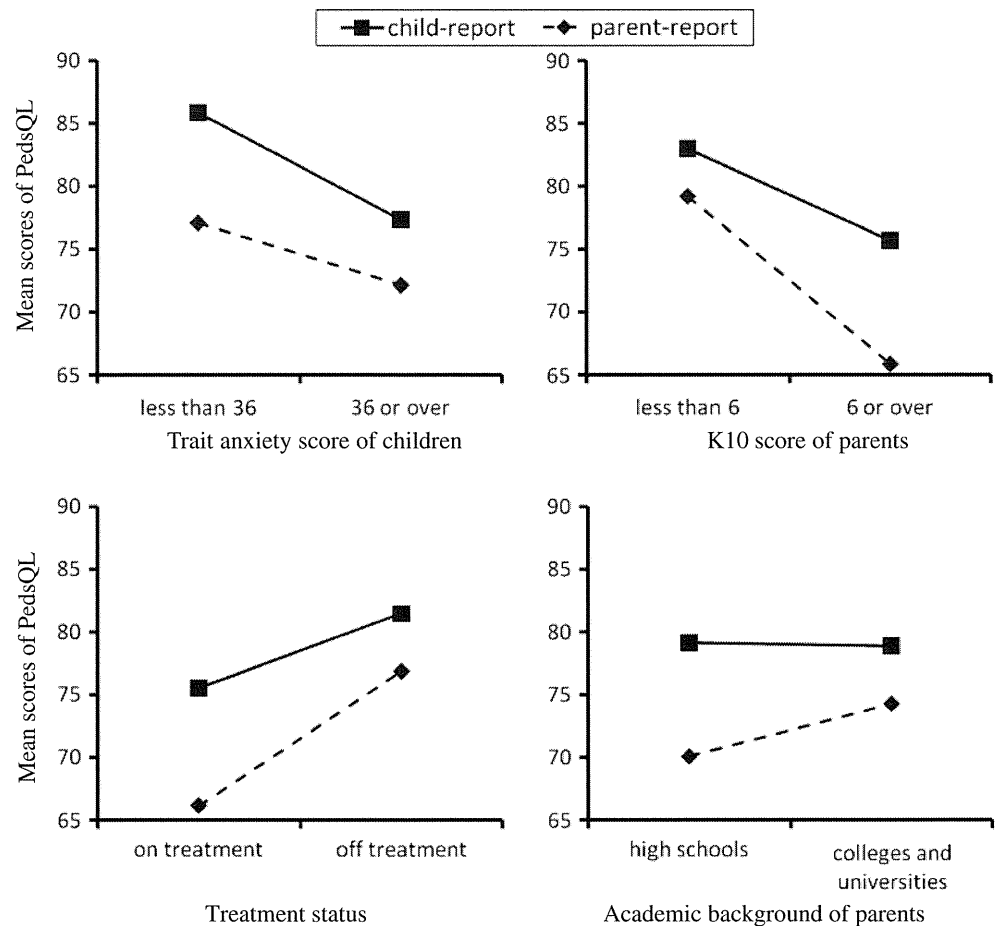 child-report parent-report
Mean scores of PedsQL
90
85
80
75
70
65
less than 36 36 or over
Trait anxiety score of children
90
85
80
75
70
65
less than 6 6 or over
K10 score of parents
Mean scores of PedsQL
90
85
80
75
70
65
on treatment off treatment
Treatment status
90
85
80
75
70
65
high schools colleges and
universities
Academic background of parents